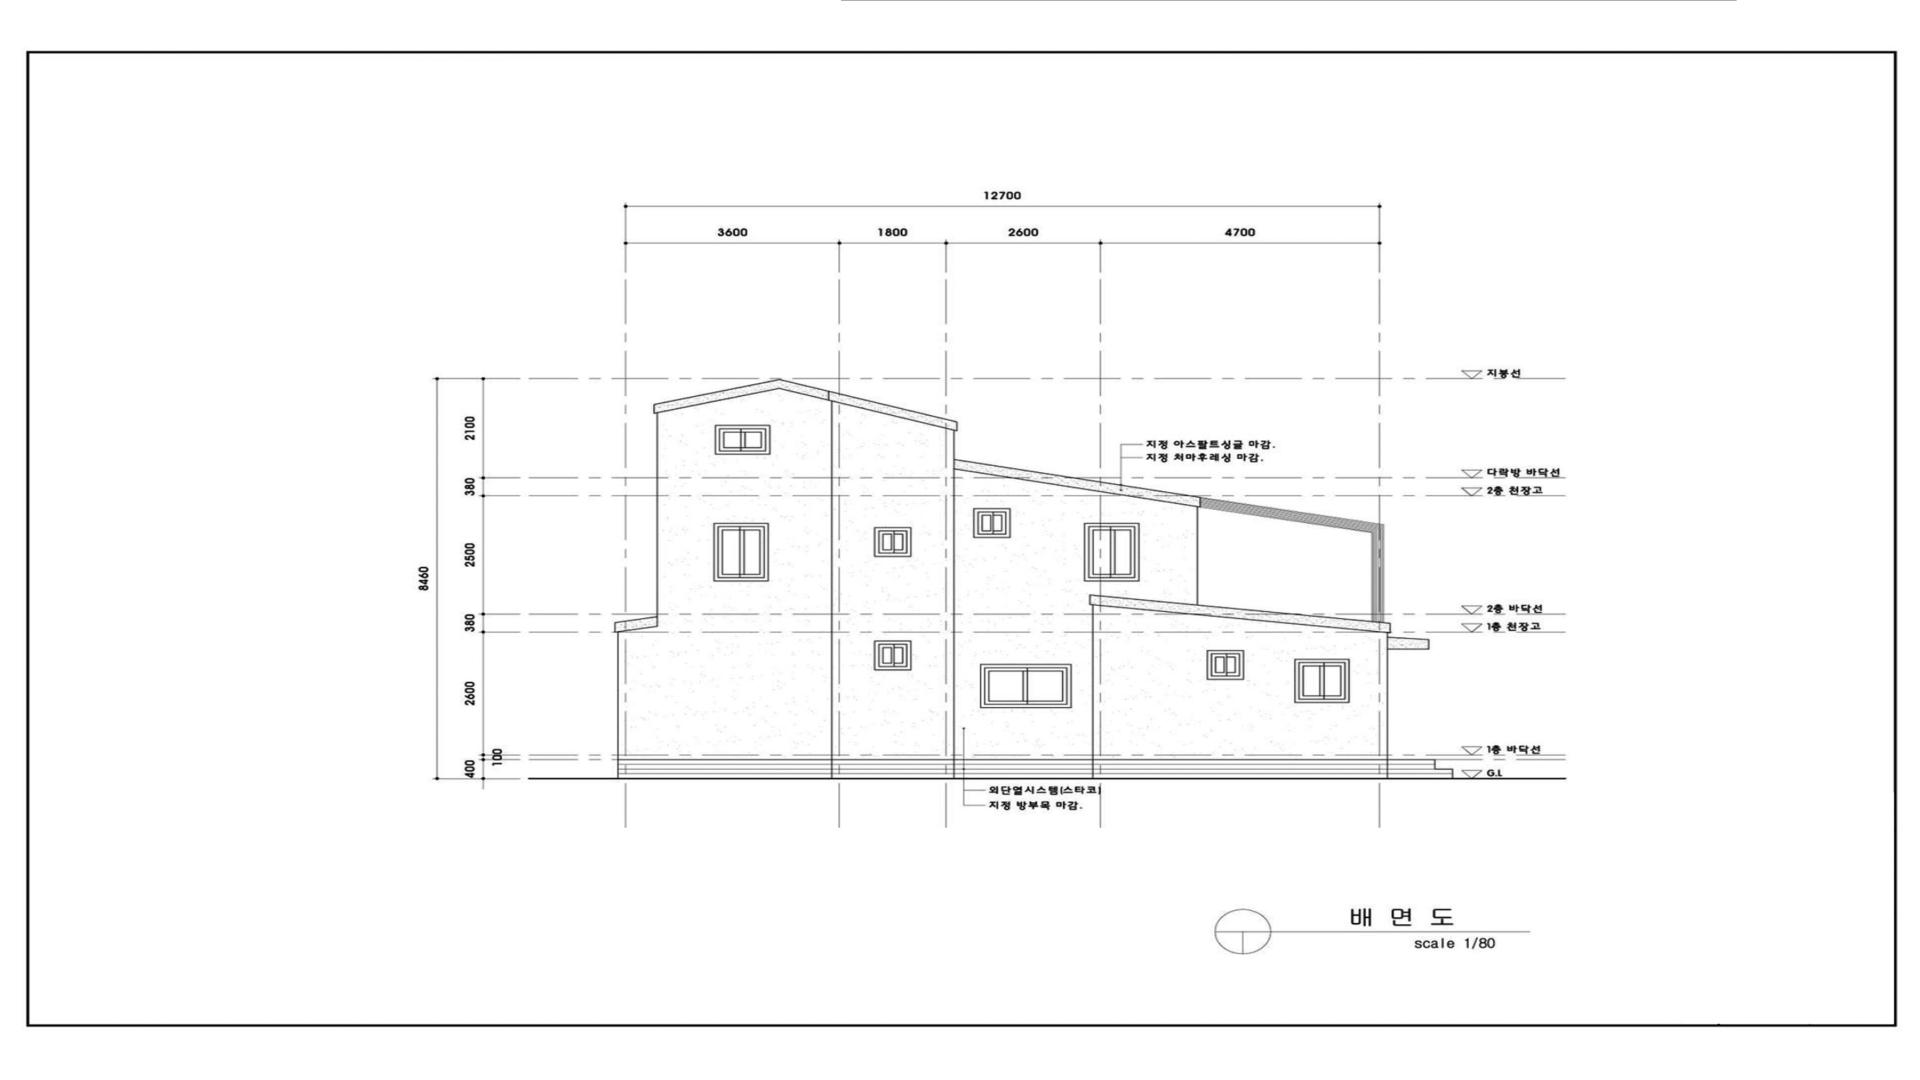 12700
3600 1800 2600 4700
지붕선
2100
지정 아스팔트싱글 마감.
지정 처마후레싱 마감.
다락방 바닥선
380
2층 천장고
2500
8460
2층 바닥선
380
1층 천장고
2600
1층 바닥선
100
400
G.L
외단열시스템(스타코)
지정 방부목 마감.
배 면 도
scale 1/80